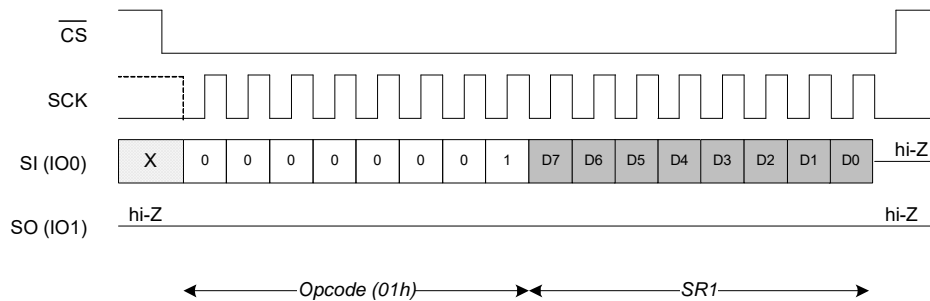 CS
SCK
SI (IO0) X 0 0 0 0 0 0 0 1 D7 D6 D5 D4 D3 D2 D1 D0 hi-Z
SO (IO1) hi-Z hi-Z
Opcode (01h) SR1